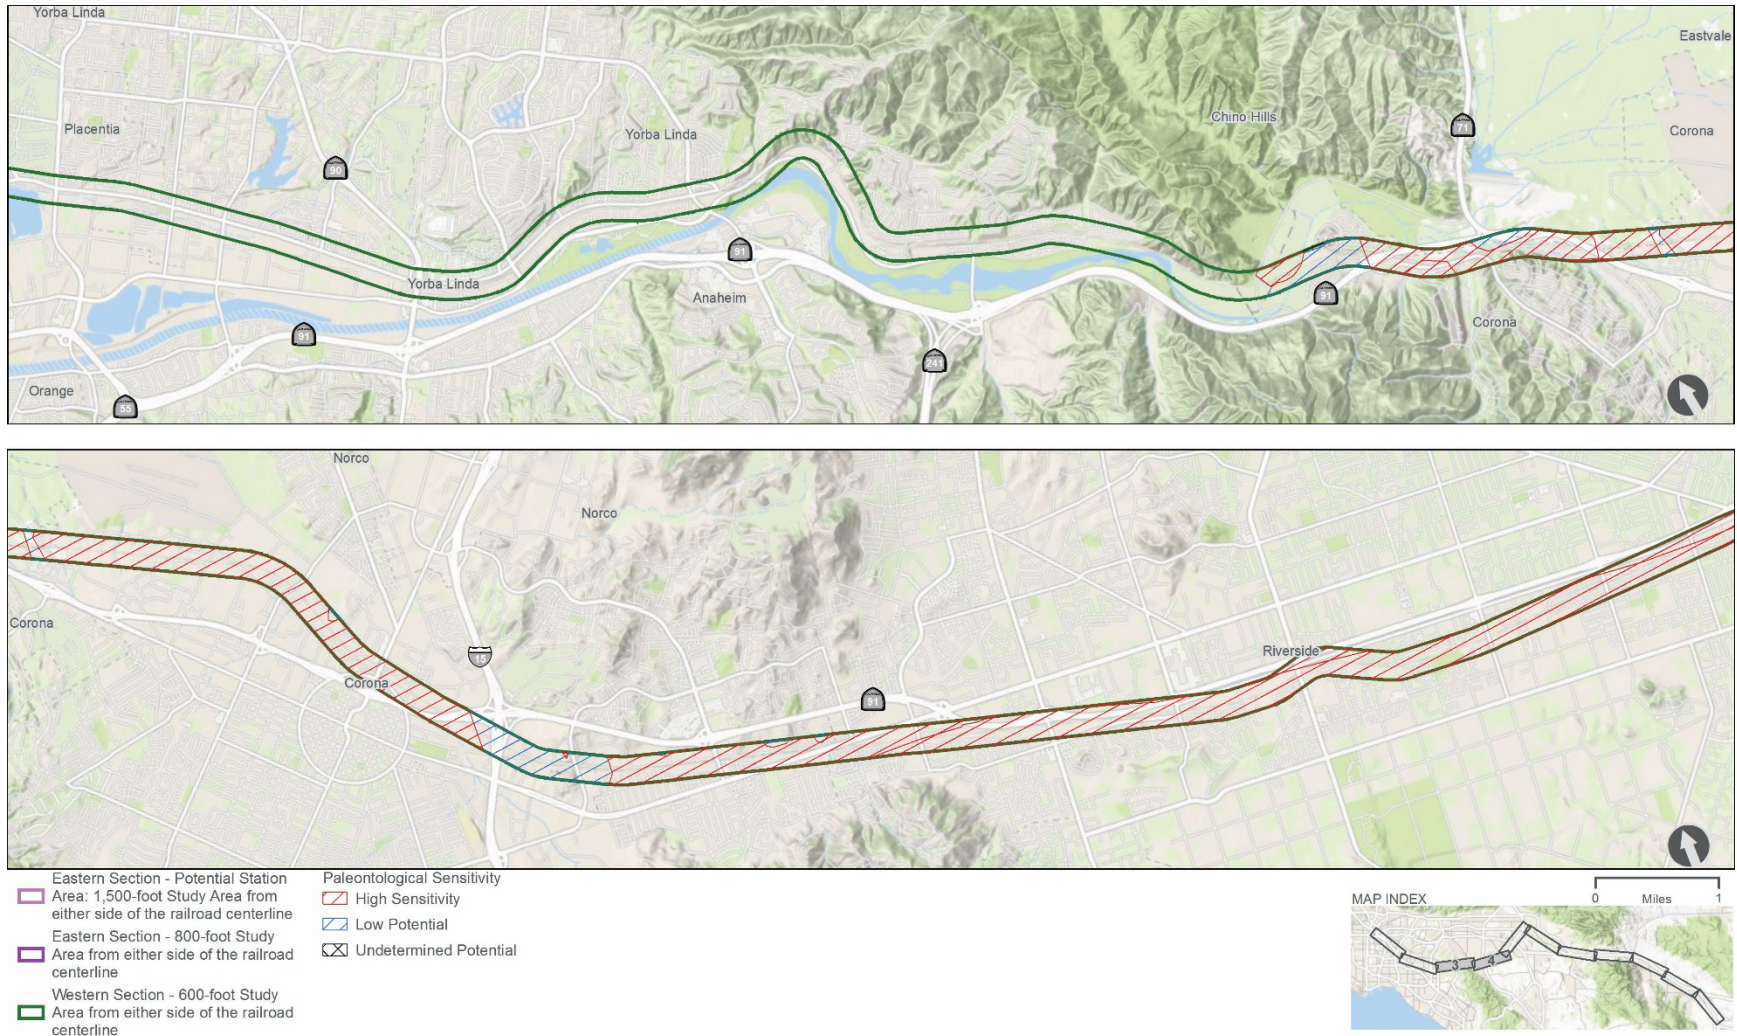 Yorba Linda
Eastvale
Placentia
Yorba Linda
Chino Hills
71
Corona
90
91
Yorba Linda
Anaheim
91
91
Corona
Orange
241
55
Norco
Norco
Corona
15
Riverside
Corona
91
Eastern Section - Potential Station
Area: 1,500-foot Study Area from
either side of the railroad centerline
Eastern Section - 800-foot Study
Area from either side of the railroad
centerline
Western Section - 600-foot Study
Area from either side of the railroad
centerline
Paleontological Sensitivity
High Sensitivity
Low Potential
Undetermined Potential
MAP INDEX
0 Miles 1
3 4